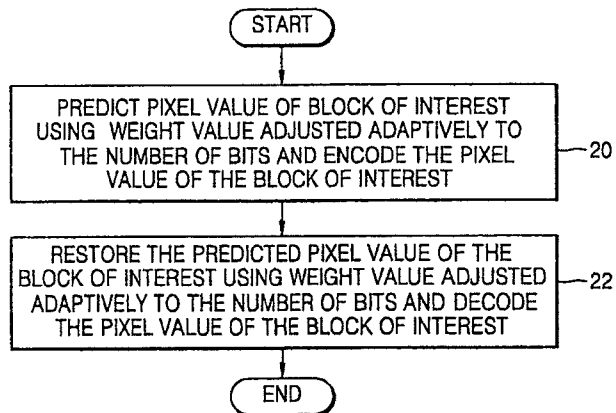 START
PREDICT PIXEL VALUE OF BLOCK OF INTEREST
USING WEIGHT VALUE ADJUSTED ADAPTIVELY TO
THE NUMBER OF BITS AND ENCODE THE PIXEL
VALUE OF THE BLOCK OF INTEREST
20
RESTORE THE PREDICTED PIXEL VALUE OF THE
BLOCK OF INTEREST USING WEIGHT VALUE ADJUSTED
ADAPTIVELY TO THE NUMBER OF BITS AND DECODE
THE PIXEL VALUE OF THE BLOCK OF INTEREST
22
END